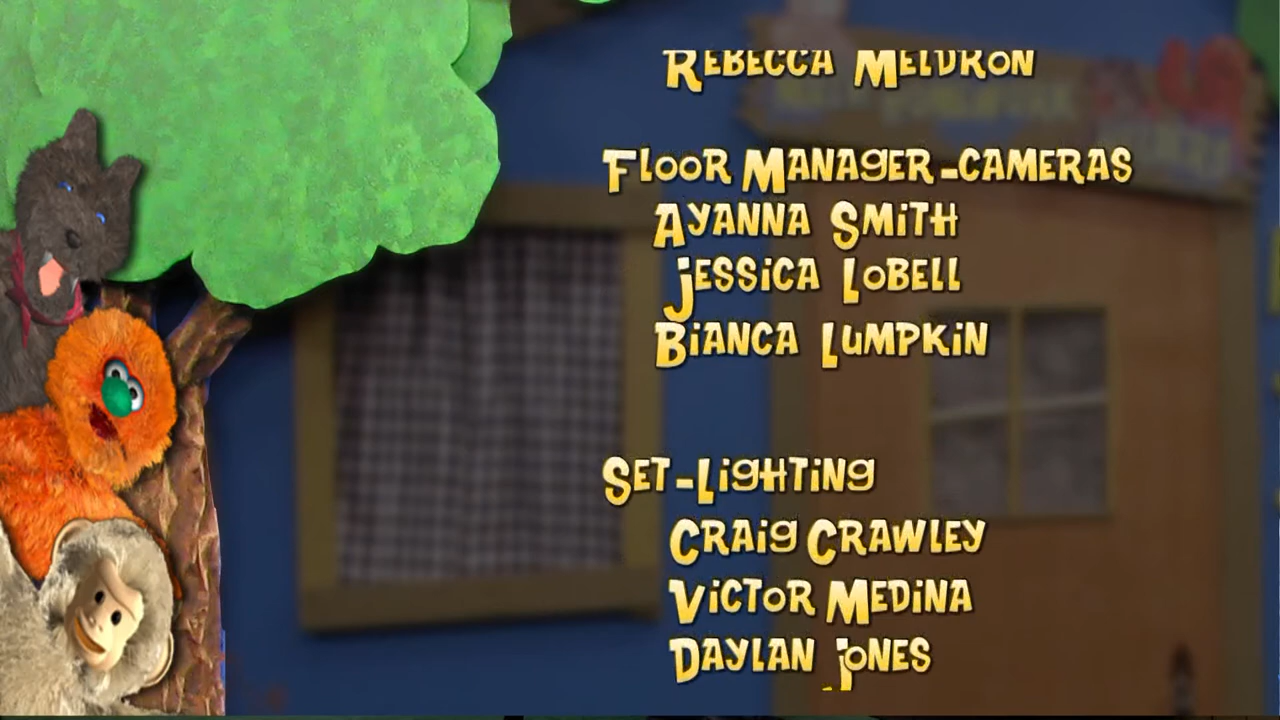 Rebecca Meldron
Floor Manager-cameras
Ayanna Smith
Jessica Lobell
Bianca Lumpkin
Set-Lighting
Craig Crawley
Victor Medina
Daylan Jones